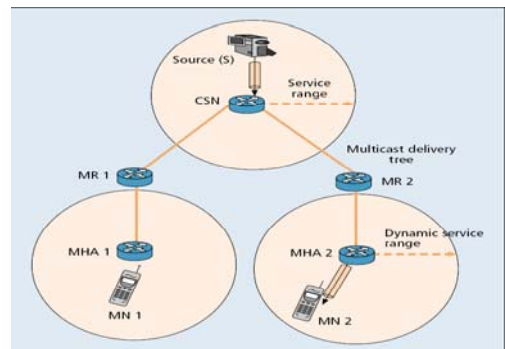 Source (S)
Service
range
CSN
Multicast delivery
tree
MR 1
MR 2
Dynamic service
range
MHA 1
MHA 2
MN 1
MN 2